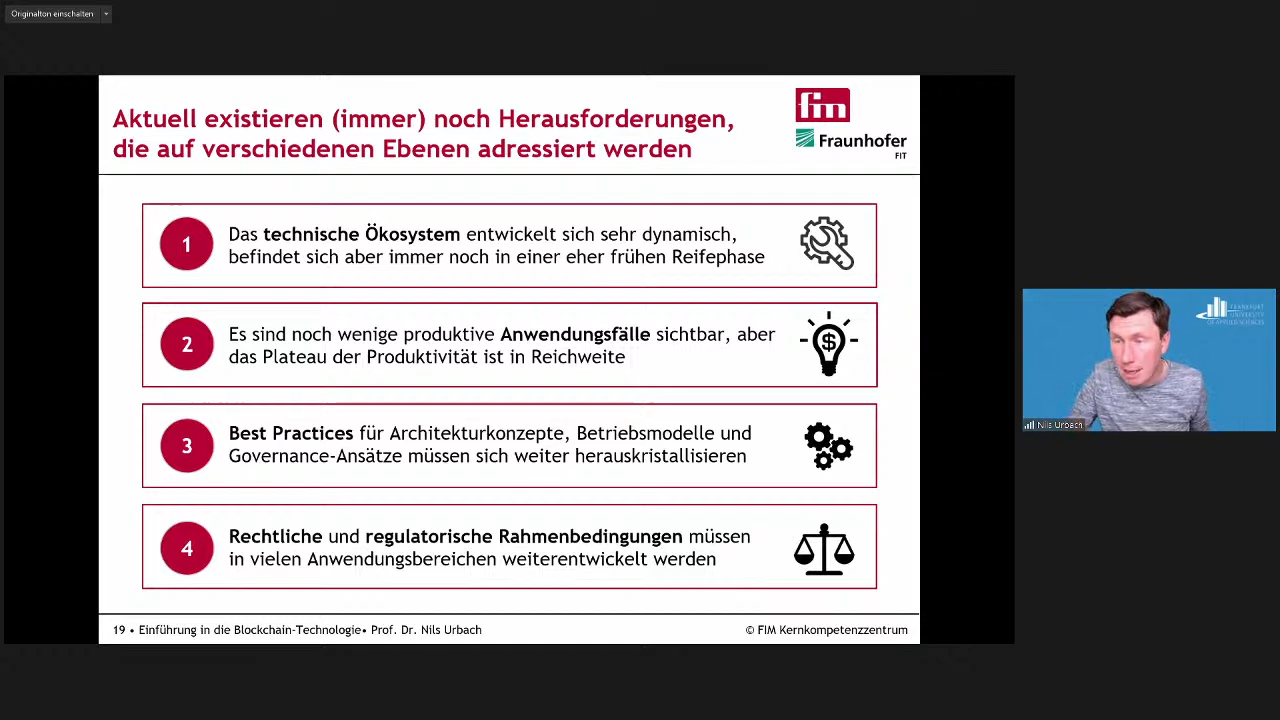 Originalton einschalten
Aktuell existieren (immer) noch Herausforderungen,
die auf verschiedenen Ebenen adressiert werden
fim
Fraunhofer
FIT
1
Das technische Ökosystem entwickelt sich sehr dynamisch,
befindet sich aber immer noch in einer eher frühen Reifephase
2
Es sind noch wenige produktive Anwendungsfälle sichtbar, aber
das Plateau der Produktivität ist in Reichweite
$
3
Best Practices für Architekturkonzepte, Betriebsmodelle und
Governance-Ansätze müssen sich weiter herauskristallisieren
4
Rechtliche und regulatorische Rahmenbedingungen müssen
in vielen Anwendungsbereichen weiterentwickelt werden
19 • Einführung in die Blockchain-Technologie• Prof. Dr. Nils Urbach
© FIM Kernkompetenzzentrum
FRANKFURT
UNIVERSITY
OF APPLIED SCIENCES
Nils Urbach